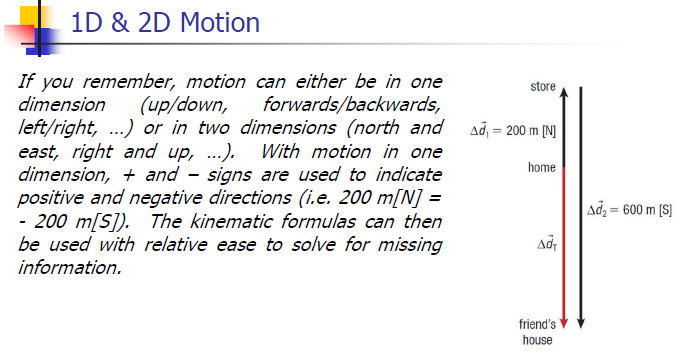 1D & 2D Motion
If you remember, motion can either be in one
dimension (up/down, forwards/backwards,
left/right, ...) or in two dimensions (north and
east, right and up, ...). With motion in one
dimension, + and – signs are used to indicate
positive and negative directions (i.e. 200 m[N] =
- 200 m[S]). The kinematic formulas can then
be used with relative ease to solve for missing
information.
store
Δd⃗₁ = 200 m [N]
home
Δd⃗₂ = 600 m [S]
Δd⃗T
friend's
house